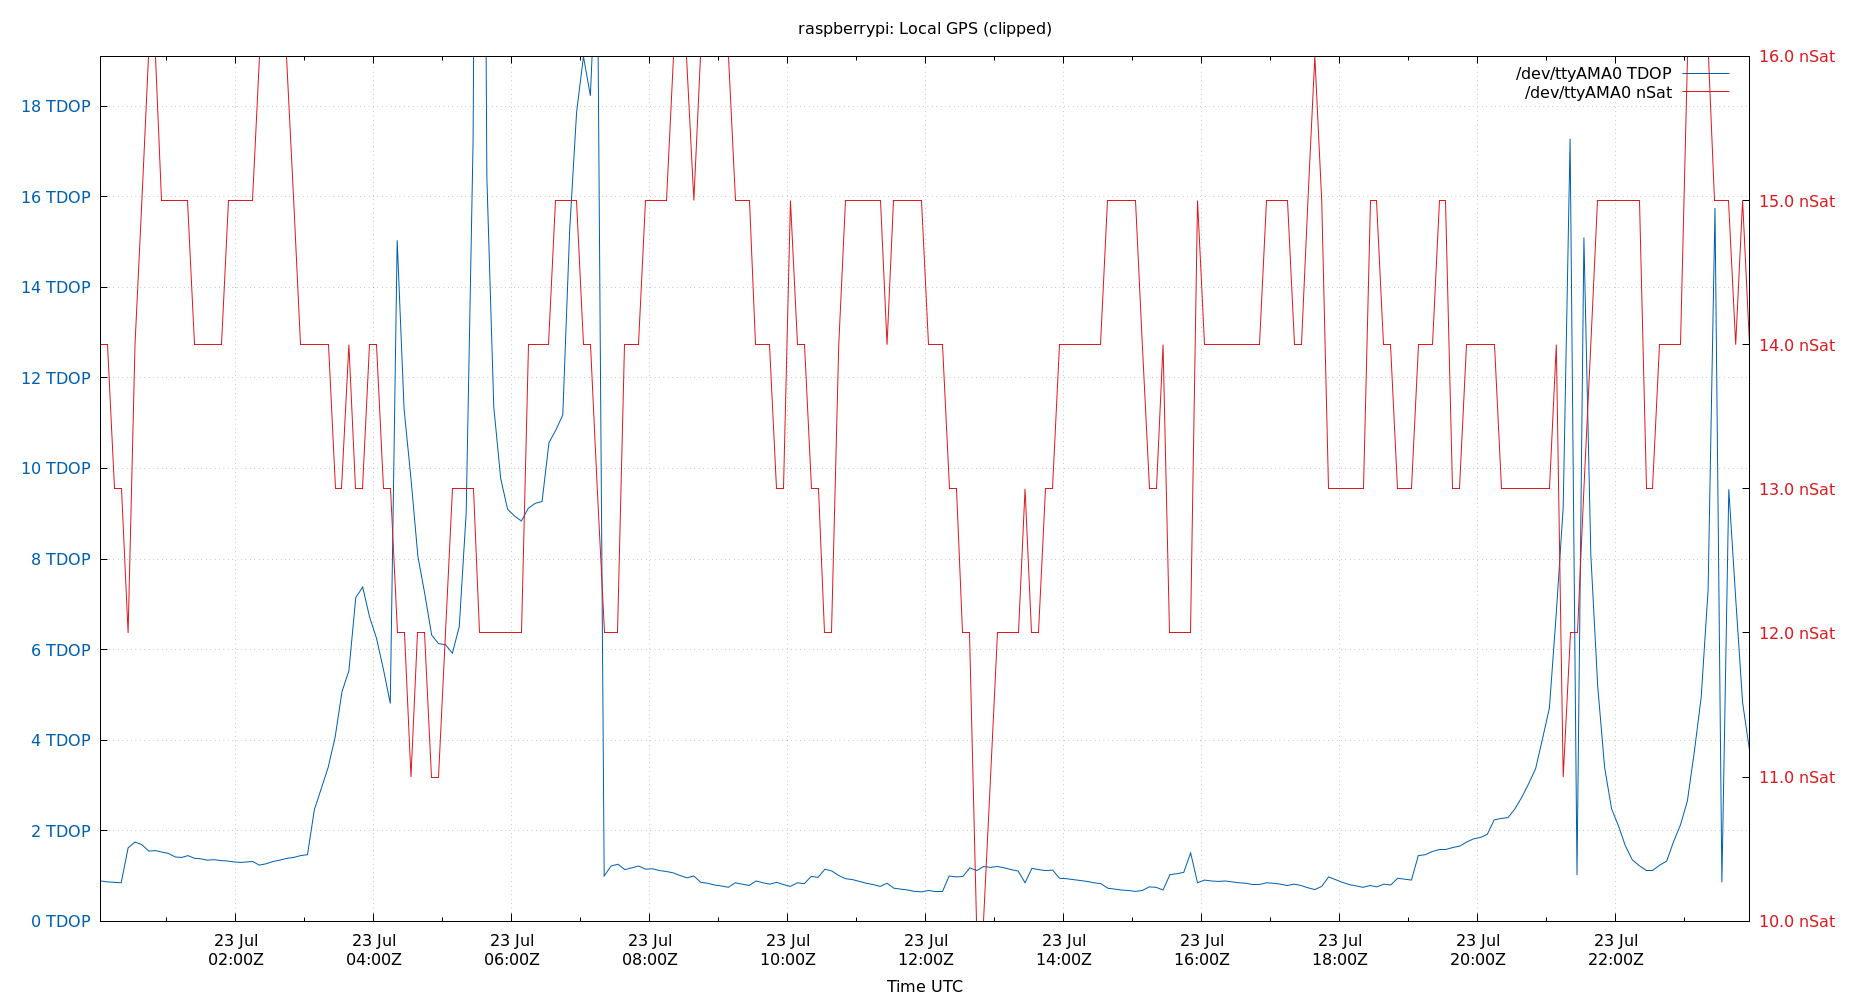 raspberrypi: Local GPS (clipped)
/dev/ttyAMA0 TDOP
/dev/ttyAMA0 nSat
18 TDOP
16 TDOP
14 TDOP
12 TDOP
10 TDOP
8 TDOP
6 TDOP
4 TDOP
2 TDOP
0 TDOP
16.0 nSat
15.0 nSat
14.0 nSat
13.0 nSat
12.0 nSat
11.0 nSat
10.0 nSat
23 Jul
02:00Z
23 Jul
04:00Z
23 Jul
06:00Z
23 Jul
08:00Z
23 Jul
10:00Z
23 Jul
12:00Z
23 Jul
14:00Z
23 Jul
16:00Z
23 Jul
18:00Z
23 Jul
20:00Z
23 Jul
22:00Z
Time UTC